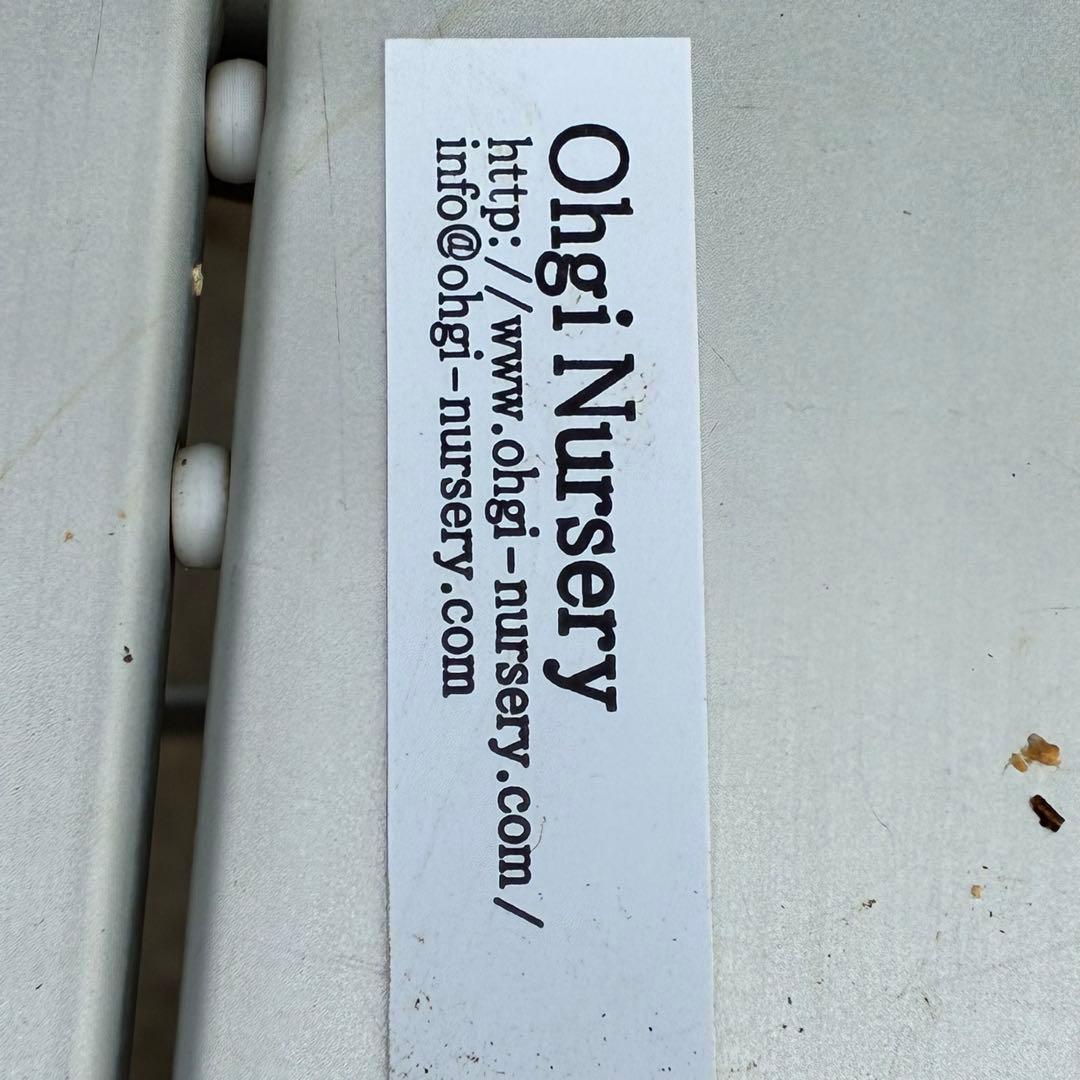 Ohgi Nursery
http://www.ohgi-nursery.com/
info@ohgi-nursery.com